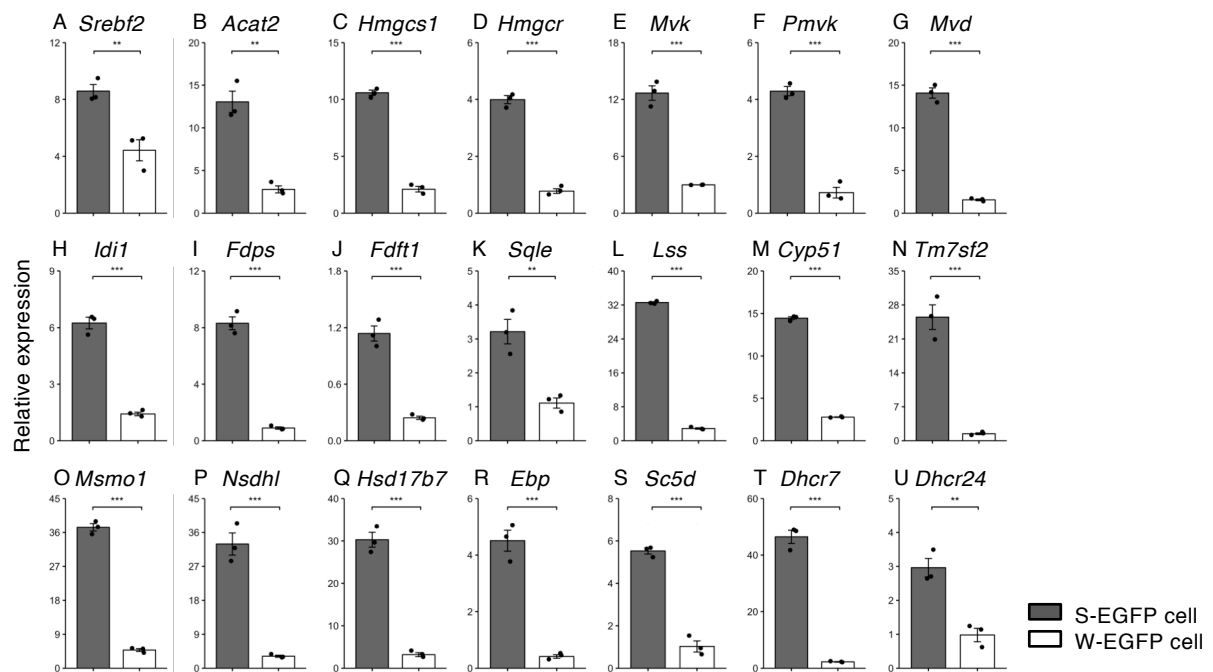 A Srebf2
B Acat2
C Hmgcs1
D Hmgcr
E Mvk
F Pmvk
G Mvd
** ** *** *** *** *** ***
12 20 15 6 18 6 20
8 15 10 4 12 4 15
10
4 5 5 2 6 2 5
0 0 0 0 0 0 0
H Idi1
I Fdps
J Fdft1
K Sqle
L Lss
M Cyp51
N Tm7sf2
*** *** *** ** *** *** ***
9 12 1.8 5 40 20 35
6 8 1.2 4 32 15 28
3 24 21
2 16 10 14
3 4 0.6 1 8 5 7
0 0 0.0 0 0 0 0
Relative expression
O Msmo1
P Nsdhl
Q Hsd17b7
R Ebp
S Sc5d
T Dhcr7
U Dhcr24
*** *** *** *** *** *** **
45 45 40 6 8 60 5
36 36 30 4 6 45 4
27 27 20 4 30 3
18 18 2 2
9 9 10 2 15 1
0 0 0 0 0 0 0
S-EGFP cell
W-EGFP cell